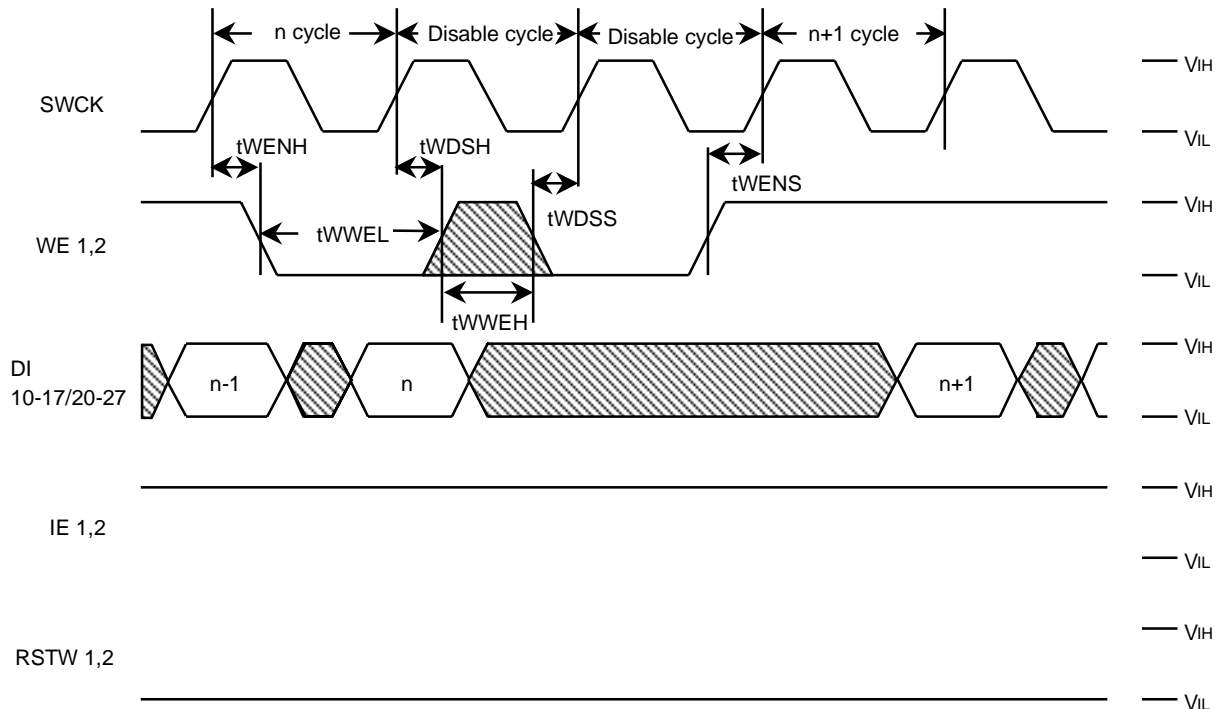 n cycle
Disable cycle
Disable cycle
n+1 cycle
SWCK
VIH
VIL
tWENH
tWDSH
tWENS
tWDSS
WE 1,2
tWWEL
VIH
VIL
tWWEH
DI
10-17/20-27
n-1
n
n+1
VIH
VIL
IE 1,2
VIH
VIL
RSTW 1,2
VIH
VIL